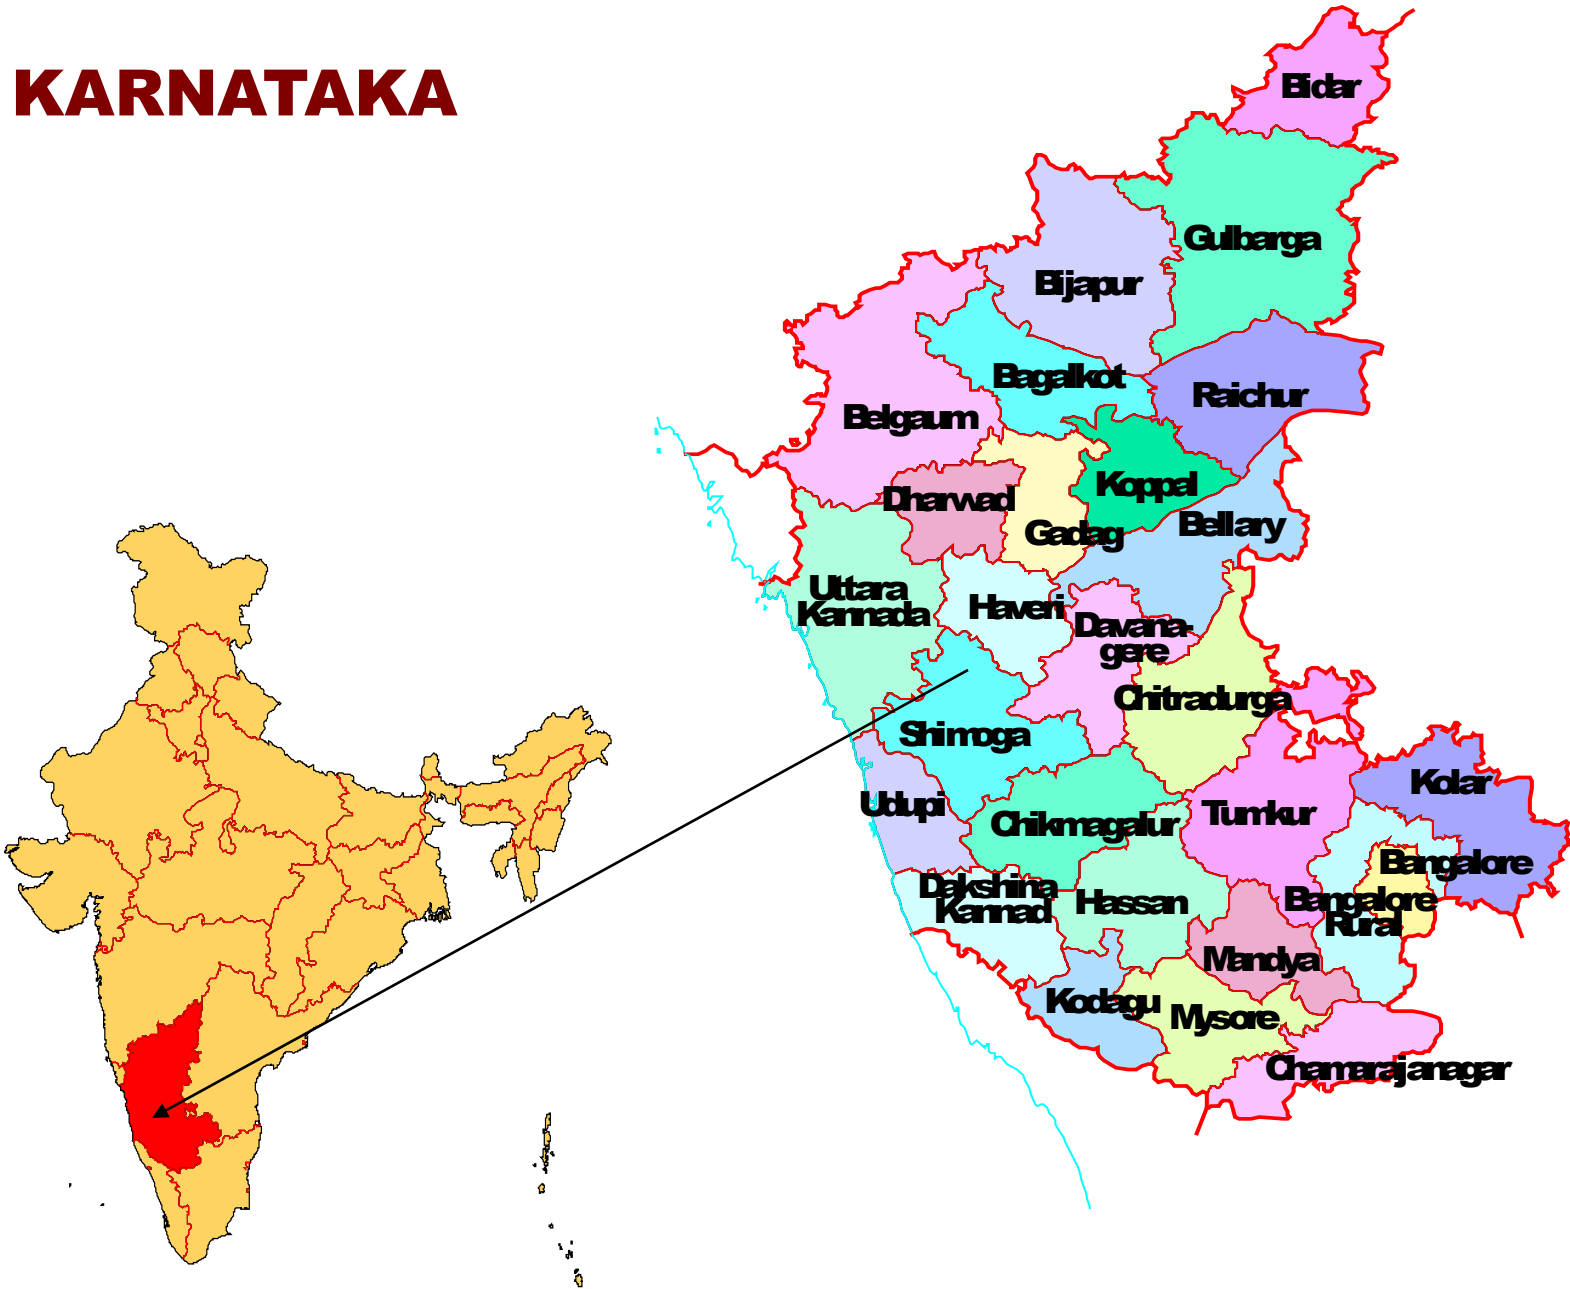 KARNATAKA
Bidar
Gulbarga
Bijapur
Bagalkot
Raichur
Belgaum
Koppal
Dharwad
Gadag
Bellary
Uttara
Kannada
Haveri
Davana-
gere
Chitradurga
Shimoga
Kolar
Udupi
Chikmagalur
Tumkur
Bangalore
Dakshina
Kannad
Hassan
Bangalore
Rural
Mandya
Kodagu
Mysore
Chamarajanagar